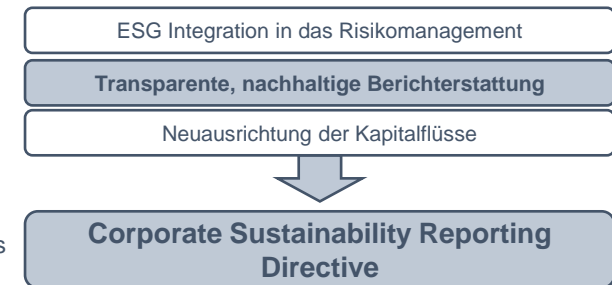 ESG Integration in das Risikomanagement
Transparente, nachhaltige Berichterstattung
Neuausrichtung der Kapitalflüsse
Corporate Sustainability Reporting
s
Directive